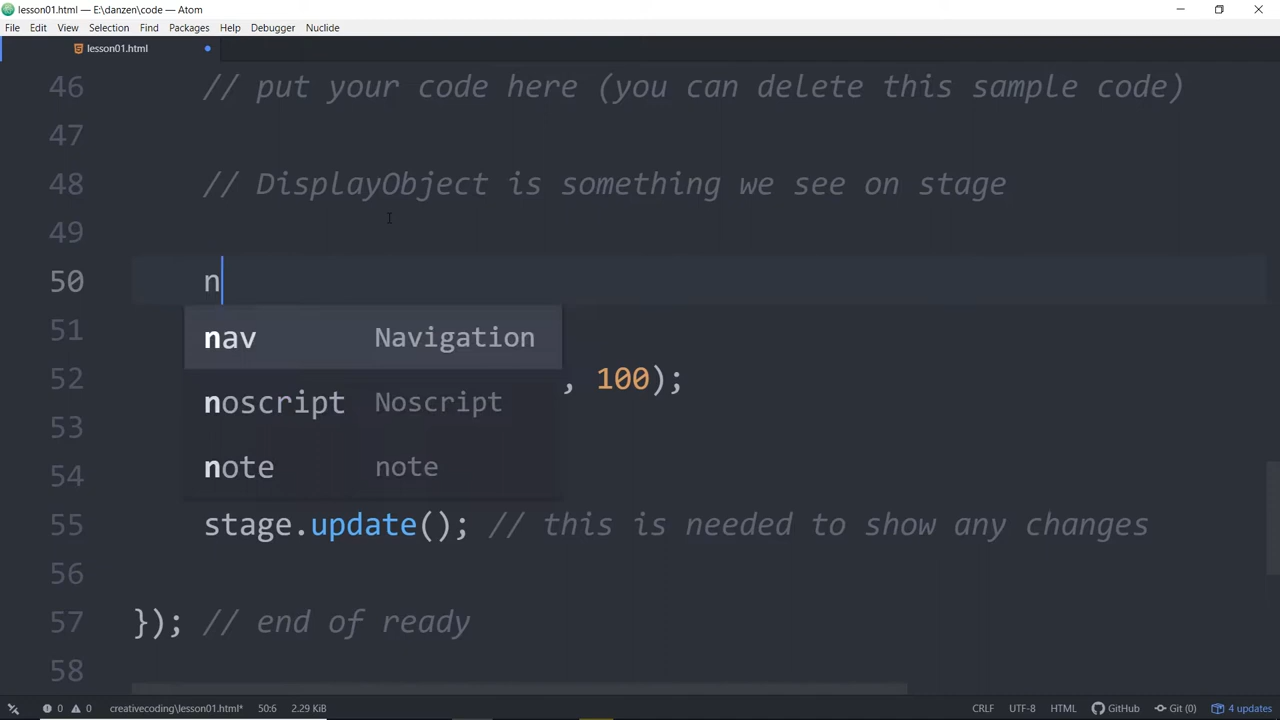 lesson01.html — E:\danzen\code — Atom
File Edit View Selection Find Packages Help Debugger Nuclide
lesson01.html
46 // put your code here (you can delete this sample code)
47
48 // DisplayObject is something we see on stage
49
50 n
51
nav Navigation
52 , 100);
noscript Noscript
53
note note
54
55 stage.update(); // this is needed to show any changes
56
57 }); // end of ready
58
0 0 creativecoding\lesson01.html* 50:6 2.29 KiB CRLF UTF-8 HTML GitHub Git (0) 4 updates